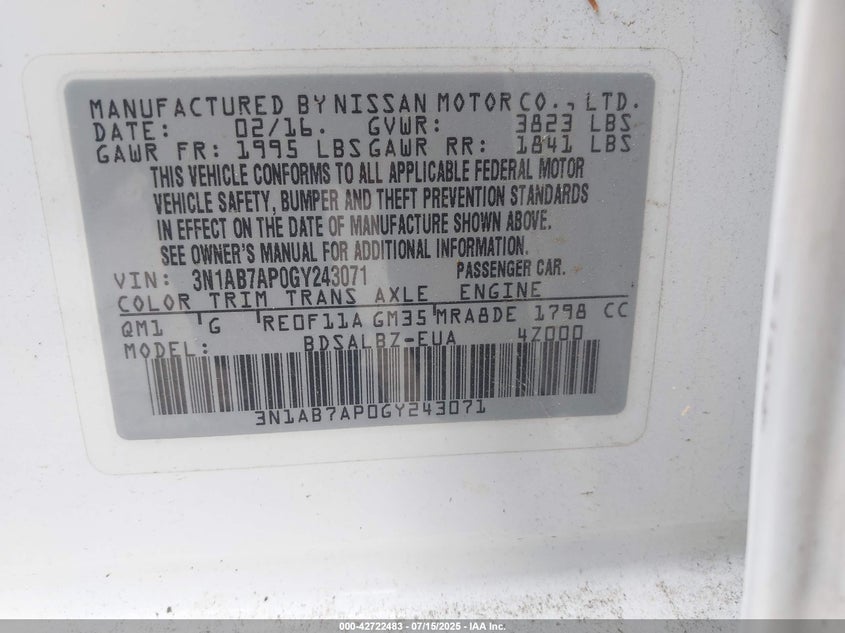 MANUFACTURED BY NISSAN MOTOR CO., LTD.
DATE: 02/16. GVWR: 3823 LBS
GAWR FR: 1995 LBS GAWR RR: 1841 LBS
THIS VEHICLE CONFORMS TO ALL APPLICABLE FEDERAL MOTOR
VEHICLE SAFETY, BUMPER AND THEFT PREVENTION STANDARDS
IN EFFECT ON THE DATE OF MANUFACTURE SHOWN ABOVE.
SEE OWNER'S MANUAL FOR ADDITIONAL INFORMATION.
VIN: 3N1AB7AP0GY243071 PASSENGER CAR.
COLOR TRIM TRANS AXLE ENGINE
QM1 G RE0F11A GM35 MRA8DE 1798 CC
MODEL: BDSALBZ-EUA 4Z000
3N1AB7AP0GY243071
000-42722483 - 07/15/2025 - IAA Inc.